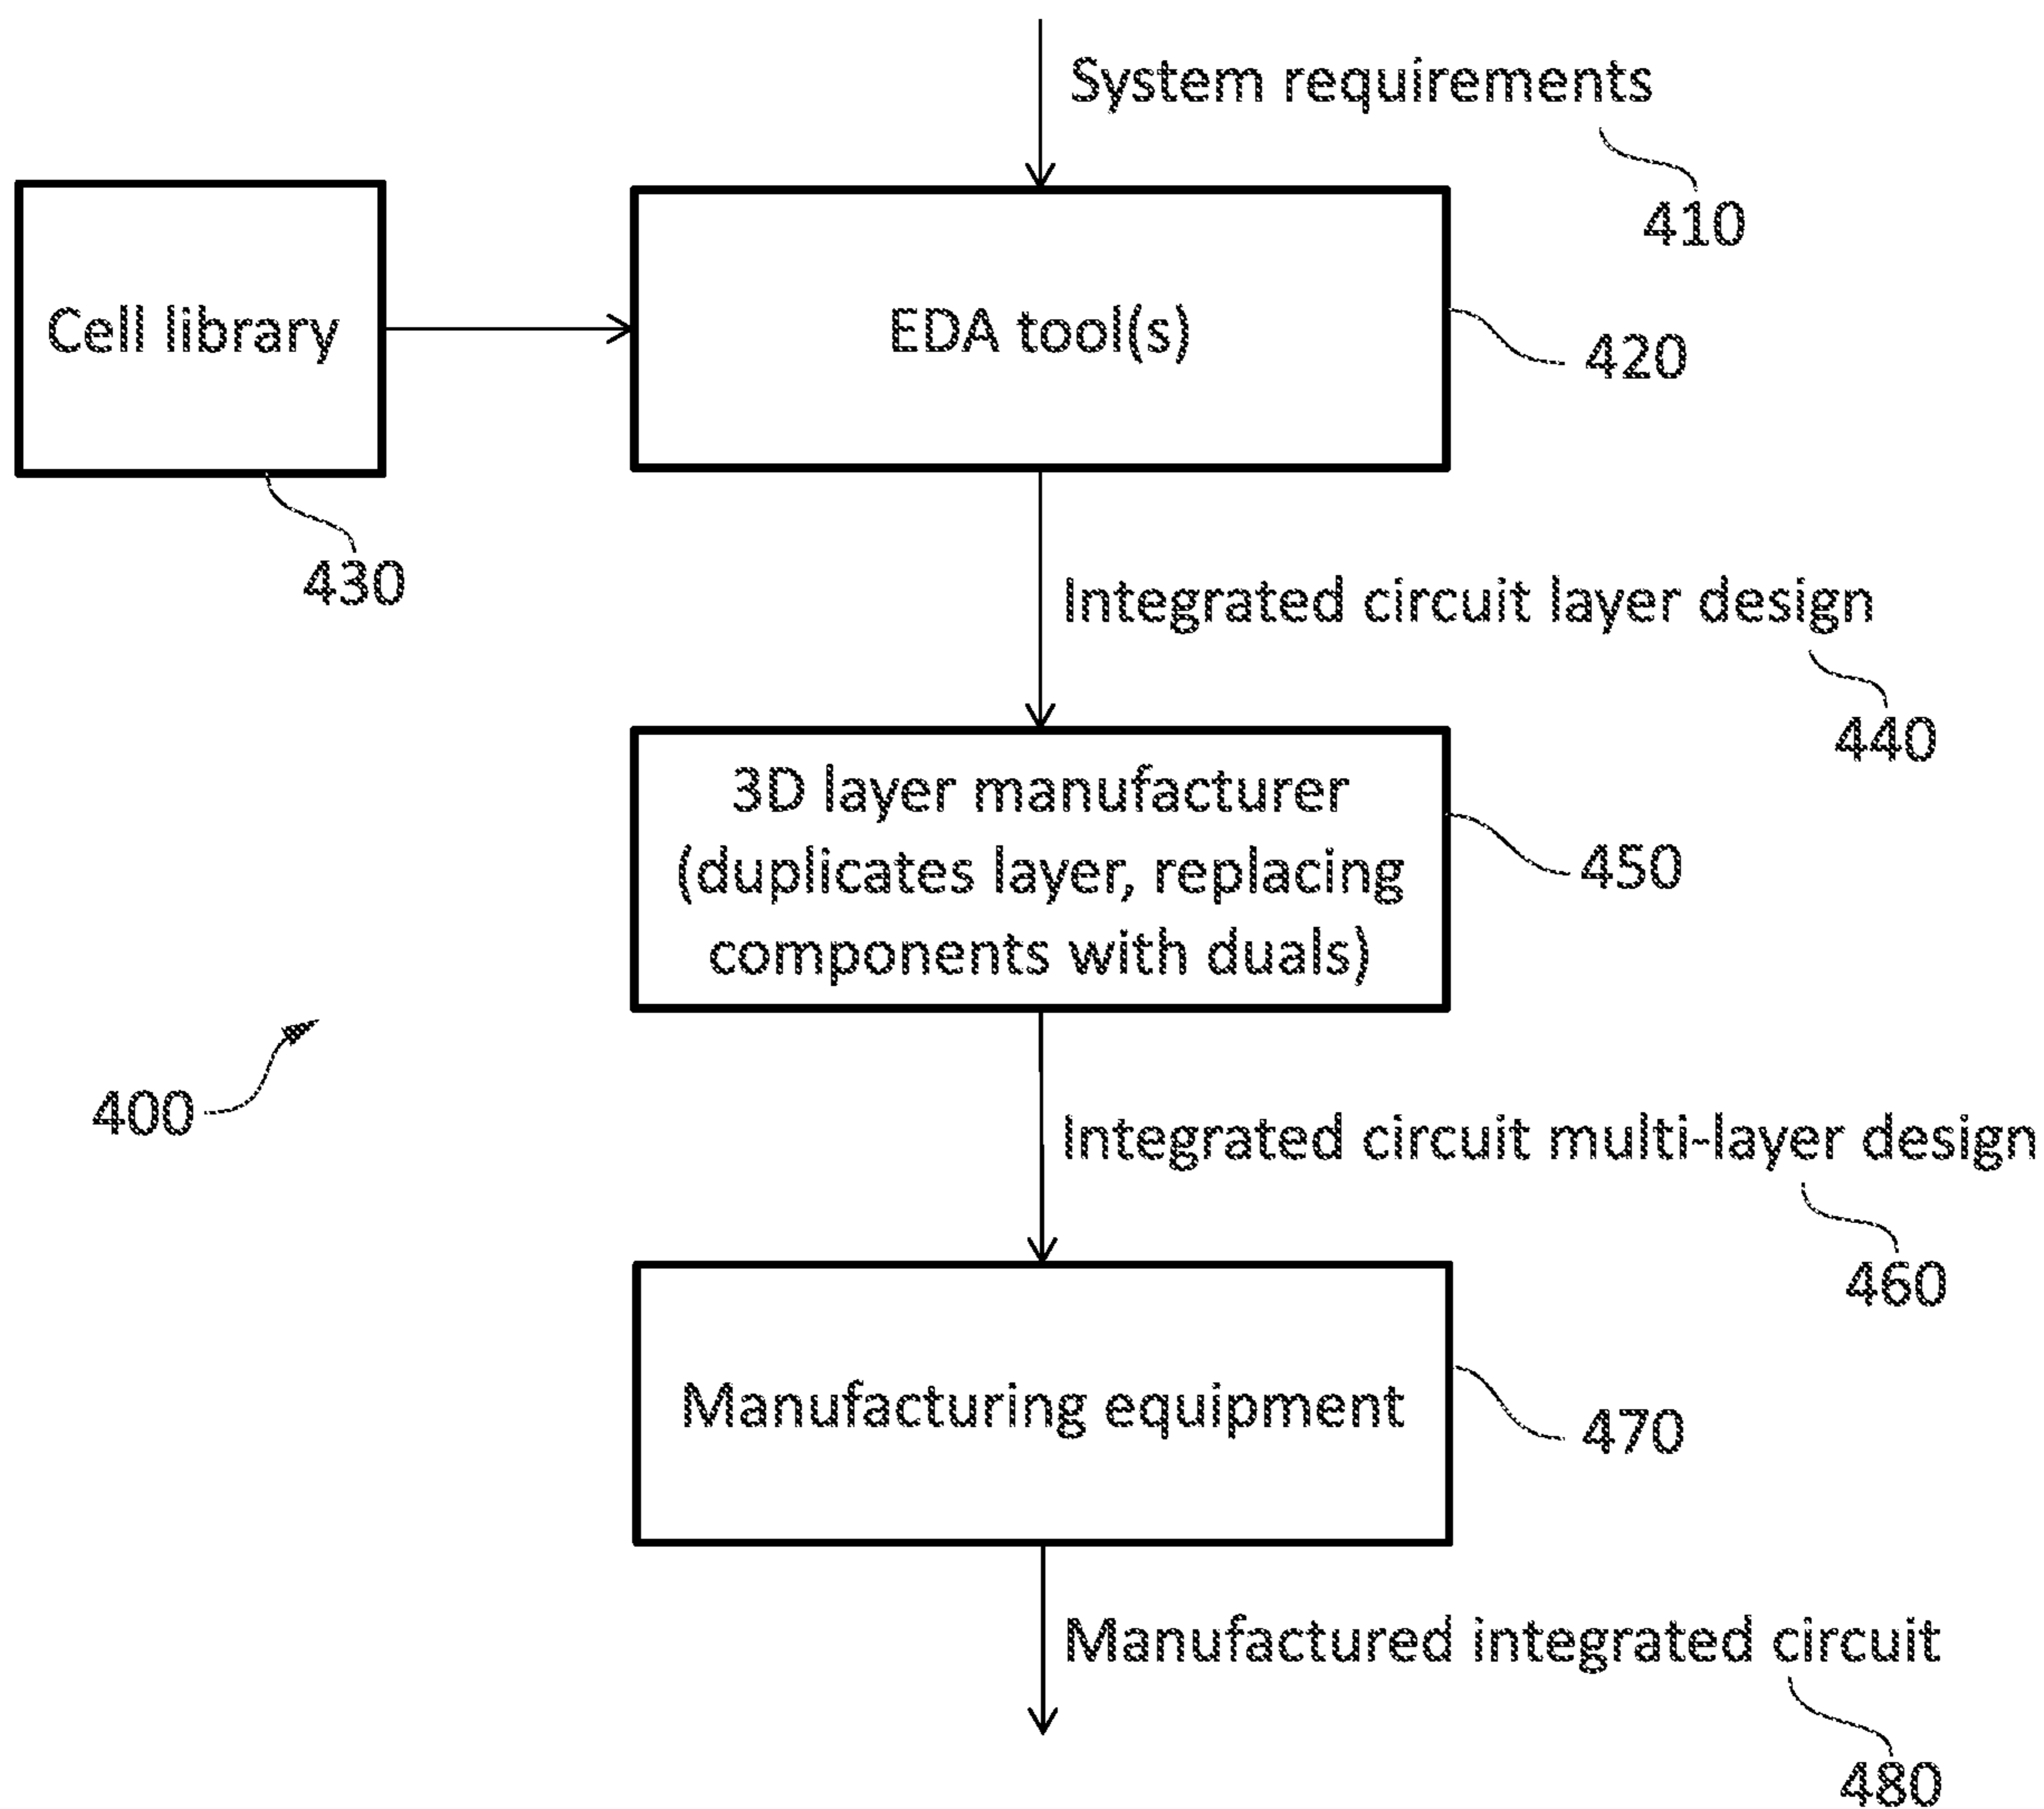 System requirements
410
Cell library
EDA tool(s)
420
430
Integrated circuit layer design
440
3D layer manufacturer
(duplicates layer, replacing
components with duals)
450
400
Integrated circuit multi-layer design
460
Manufacturing equipment
470
Manufactured integrated circuit
480